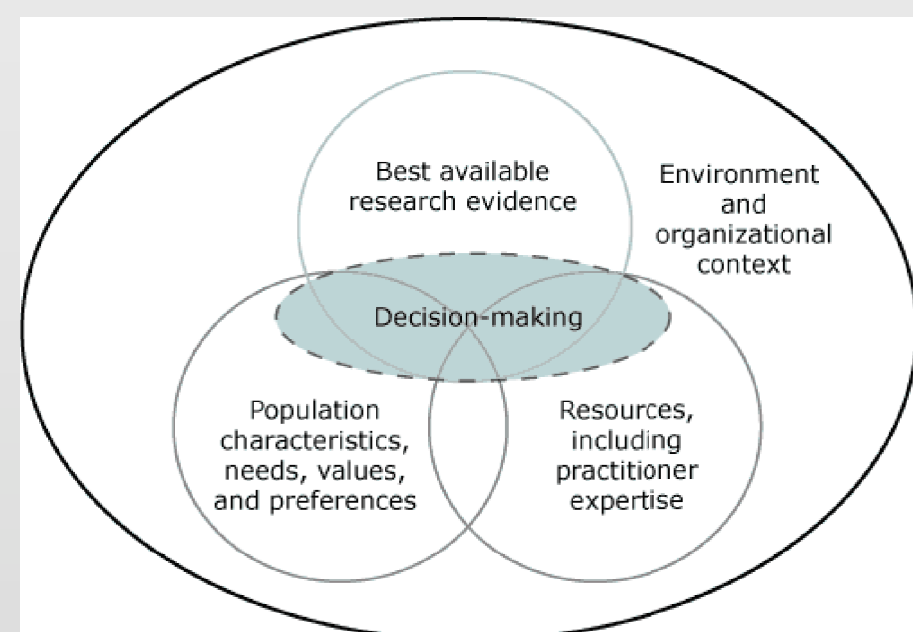 Best available
research evidence
Environment
and
organizational
context
Decision-making
Population
characteristics,
needs, values,
and preferences
Resources,
including
practitioner
expertise